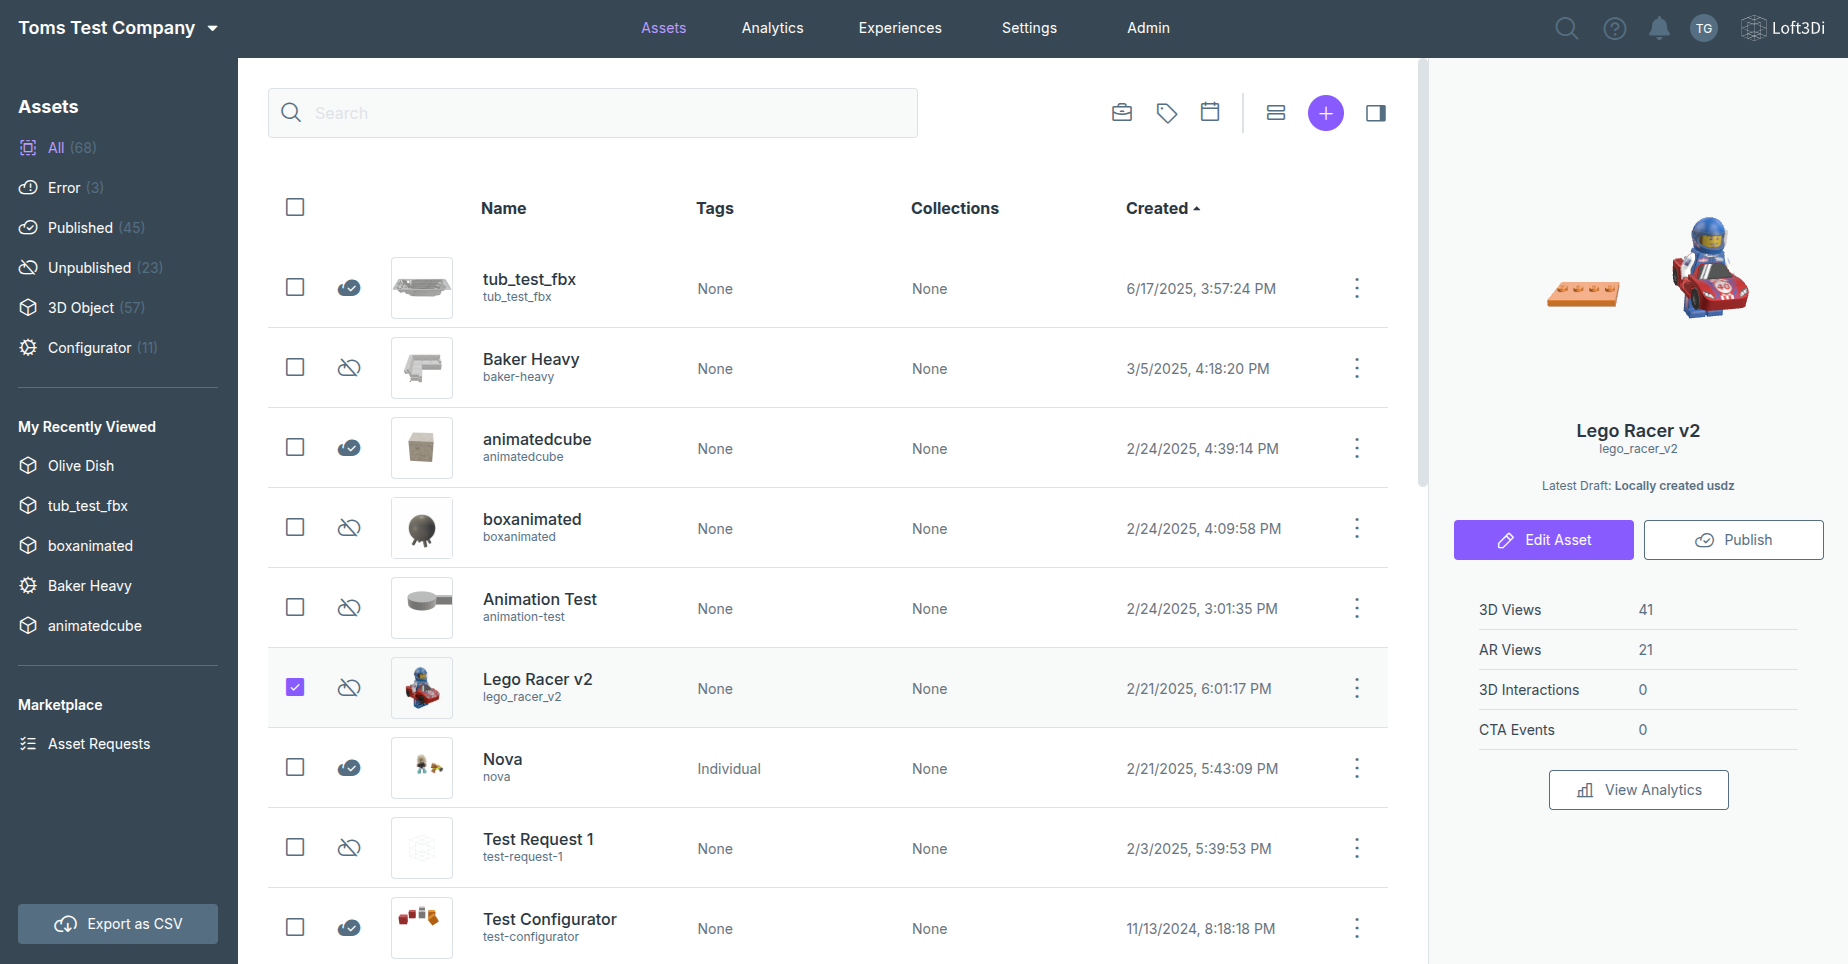 Toms Test Company
Assets
Analytics
Experiences
Settings
Admin
TG
Loft3Di
Assets
All (68)
Error (3)
Published (45)
Unpublished (23)
3D Object (57)
Configurator (11)
My Recently Viewed
Olive Dish
tub_test_fbx
boxanimated
Baker Heavy
animatedcube
Marketplace
Asset Requests
Export as CSV
Search
Name Tags Collections Created
tub_test_fbx
tub_test_fbx
None None 6/17/2025, 3:57:24 PM
Baker Heavy
baker-heavy
None None 3/5/2025, 4:18:20 PM
animatedcube
animatedcube
None None 2/24/2025, 4:39:14 PM
boxanimated
boxanimated
None None 2/24/2025, 4:09:58 PM
Animation Test
animation-test
None None 2/24/2025, 3:01:35 PM
Lego Racer v2
lego_racer_v2
None None 2/21/2025, 6:01:17 PM
Nova
nova
Individual None 2/21/2025, 5:43:09 PM
Test Request 1
test-request-1
None None 2/3/2025, 5:39:53 PM
Test Configurator
test-configurator
None None 11/13/2024, 8:18:18 PM
Lego Racer v2
lego_racer_v2
Latest Draft: Locally created usdz
Edit Asset
Publish
3D Views 41
AR Views 21
3D Interactions 0
CTA Events 0
View Analytics